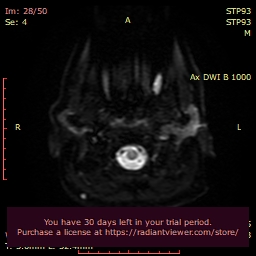 Im: 28/50
Se: 4
STP93
STP93
M
A
Ax DWI B 1000
R
L
You have 30 days left in your trial period.
Purchase a license at https://radiantviewer.com/store/